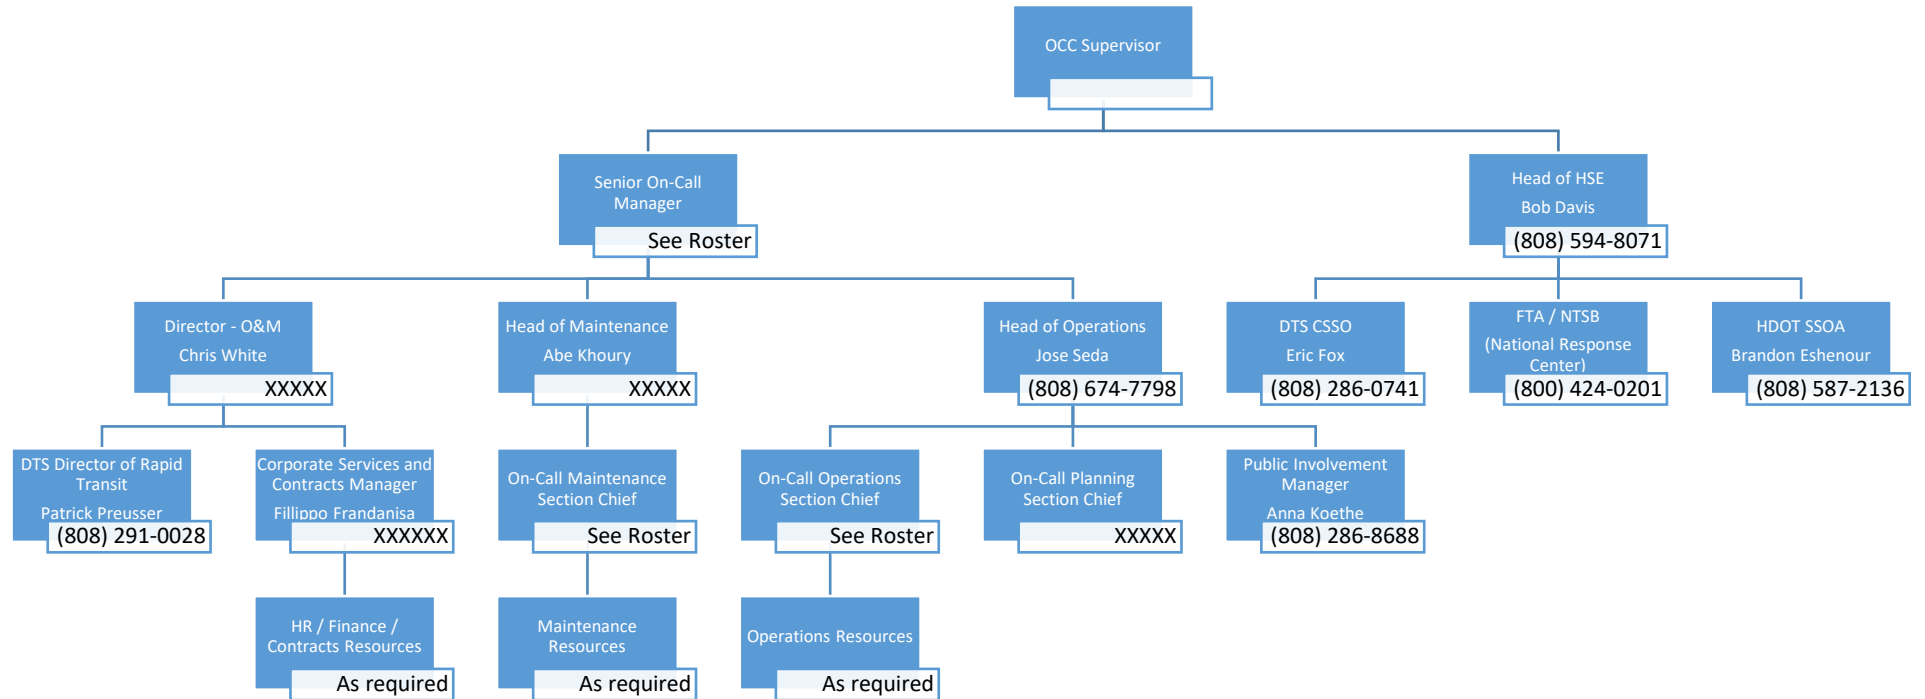 OCC Supervisor
Senior On-Call
Manager
See Roster
Head of HSE
Bob Davis
(808) 594-8071
Director - O&M
Chris White
XXXXX
Head of Maintenance
Abe Khoury
XXXXX
Head of Operations
Jose Seda
(808) 674-7798
DTS CSSO
Eric Fox
(808) 286-0741
FTA / NTSB
(National Response
Center)
(800) 424-0201
HDOT SSOA
Brandon Eshenour
(808) 587-2136
DTS Director of Rapid
Transit
Patrick Preusser
(808) 291-0028
Corporate Services and
Contracts Manager
Fillippo Frandanisa
XXXXXX
On-Call Maintenance
Section Chief
See Roster
On-Call Operations
Section Chief
See Roster
On-Call Planning
Section Chief
XXXXX
Public Involvement
Manager
Anna Koethe
(808) 286-8688
HR / Finance /
Contracts Resources
As required
Maintenance
Resources
As required
Operations Resources
As required